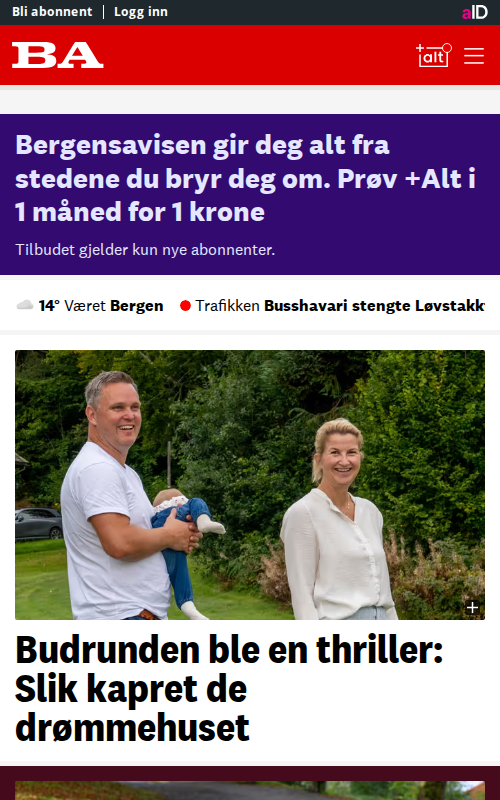 Bli abonnent | Logg inn
aID
BA
+alt
Bergensavisen gir deg alt fra
stedene du bryr deg om. Prøv +Alt i
1 måned for 1 krone
Tilbudet gjelder kun nye abonnenter.
14° Været Bergen
Trafikken Busshavari stengte Løvstakk
Budrunden ble en thriller:
Slik kapret de
drømmehuset